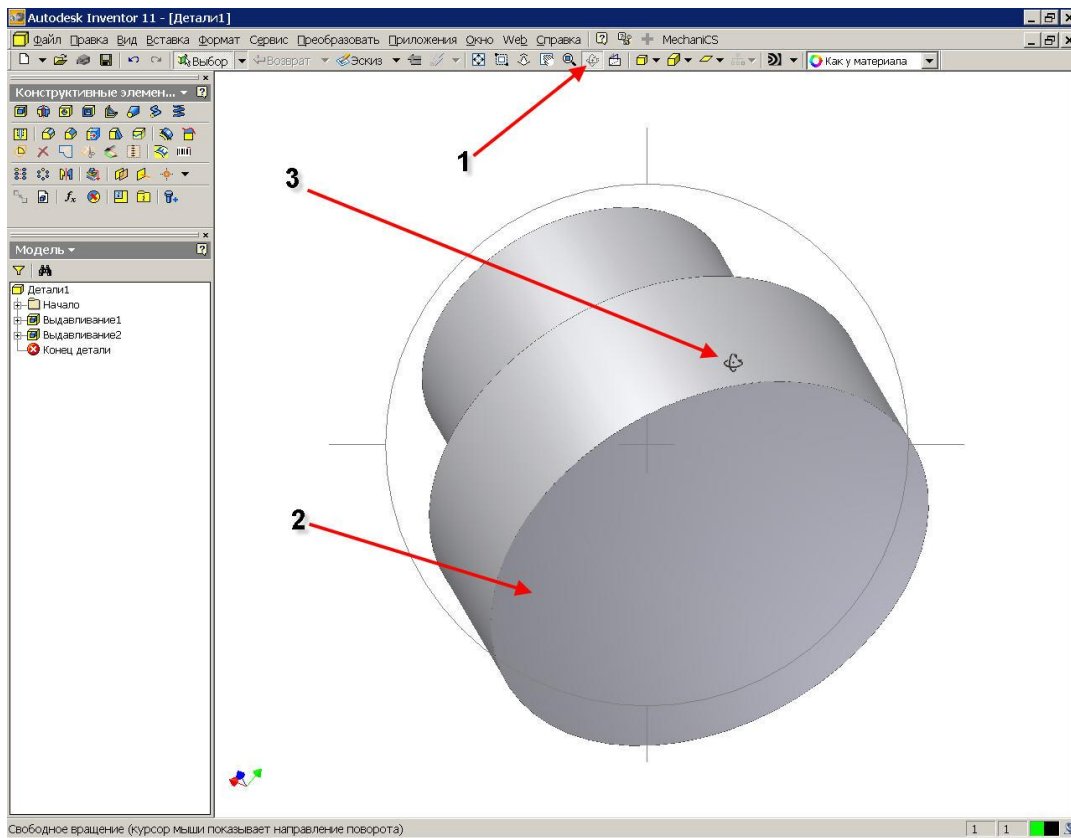 Autodesk Inventor 11 - [Детали1]
Файл Правка Вид Вставка Формат Сервис Преобразовать Приложения Окно Web Справка MechaniCS
Выбор Возврат Эскиз Как у материала
Конструктивные элемен...
1
3
Модель
Детали1
Начало
Выдавливание1
Выдавливание2
Конец детали
2
Свободное вращение (курсор мыши показывает направление поворота) 1 1